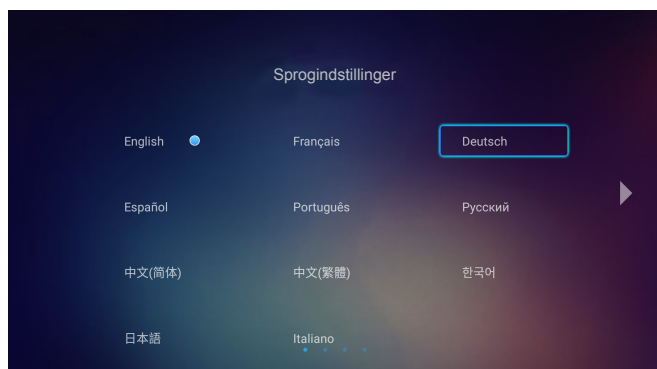 Sprogindstillinger
English Français Deutsch
Español Português Русский
中文(简体) 中文(繁體) 한국어
日本語 Italiano